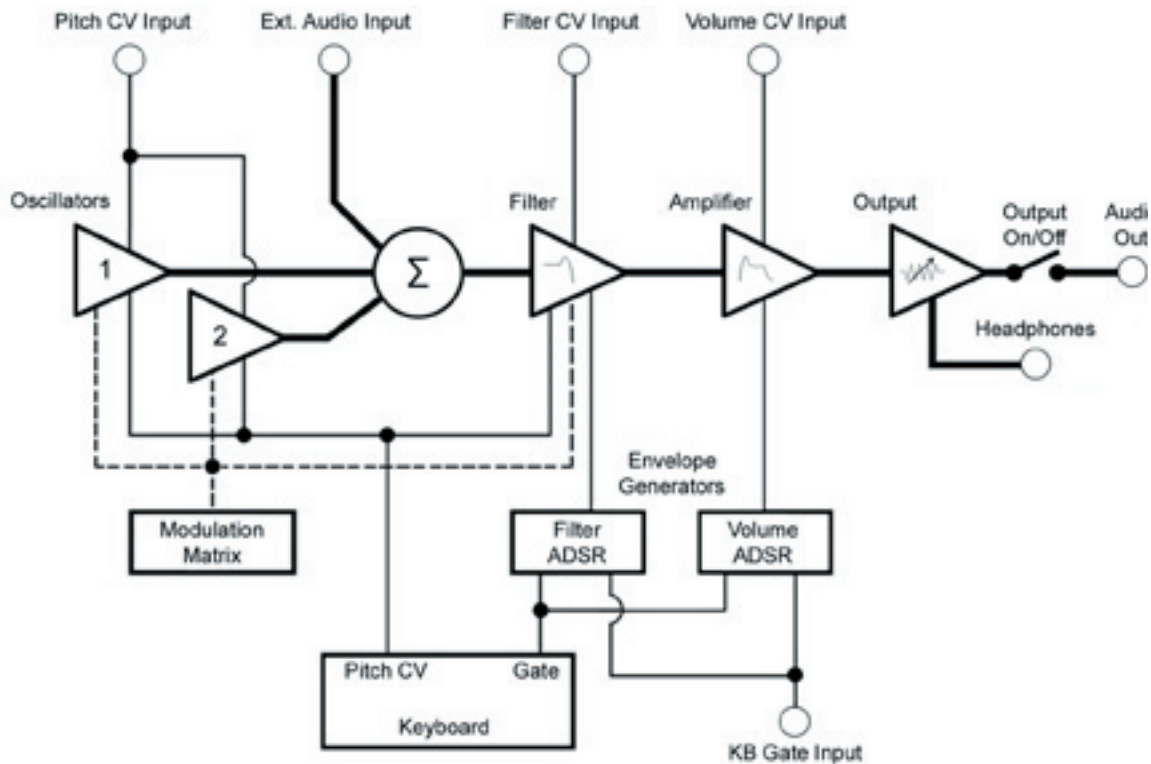 Pitch CV Input
Ext. Audio Input
Filter CV Input
Volume CV Input
Oscillators
Filter
Amplifier
Output
Output
On/Off
Audi
Out
1
Σ
2
Headphones
Envelope
Generators
Modulation
Matrix
Filter
ADSR
Volume
ADSR
Pitch CV
Gate
Keyboard
KB Gate Input